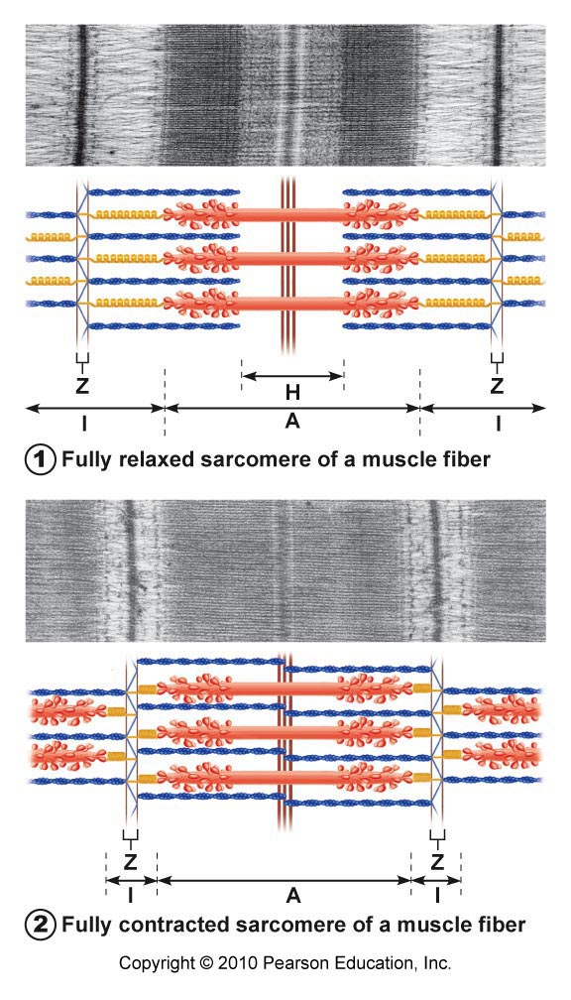 Z
H
Z
I
A
I
1 Fully relaxed sarcomere of a muscle fiber
Z
Z
I
A
I
2 Fully contracted sarcomere of a muscle fiber
Copyright © 2010 Pearson Education, Inc.